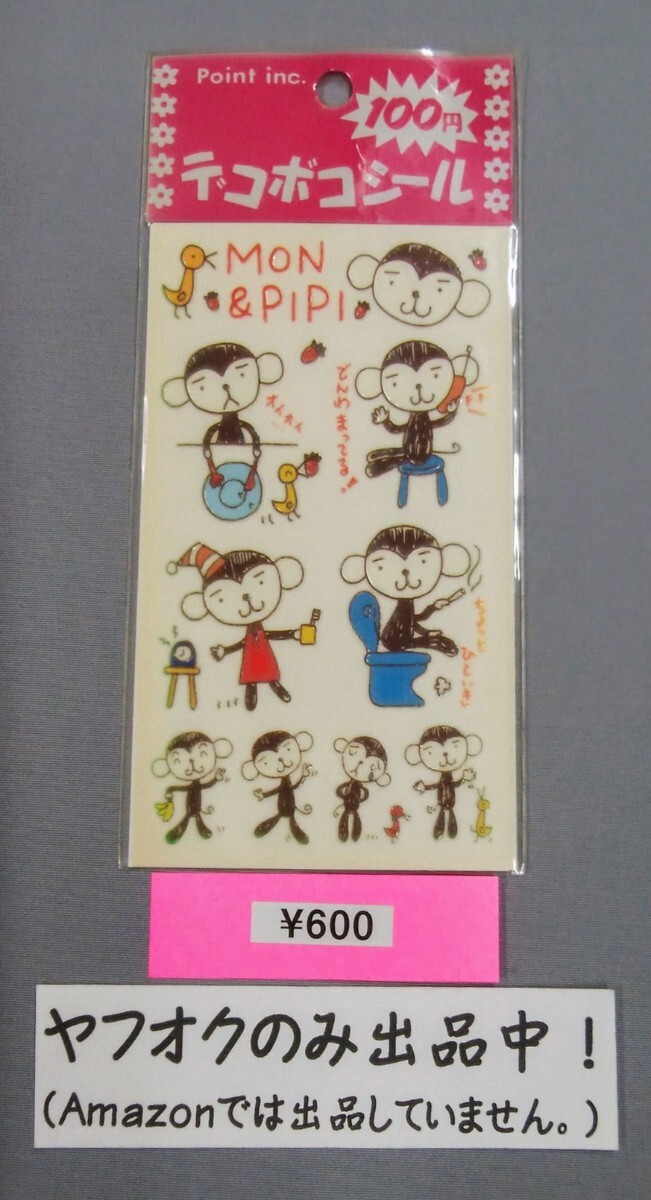 Point inc.
100円
デコボコシール
MON
& PIPI
でんわまってる!
ちょっと
ひといき
¥600
ヤフオクのみ出品中!
(Amazonでは出品していません。)